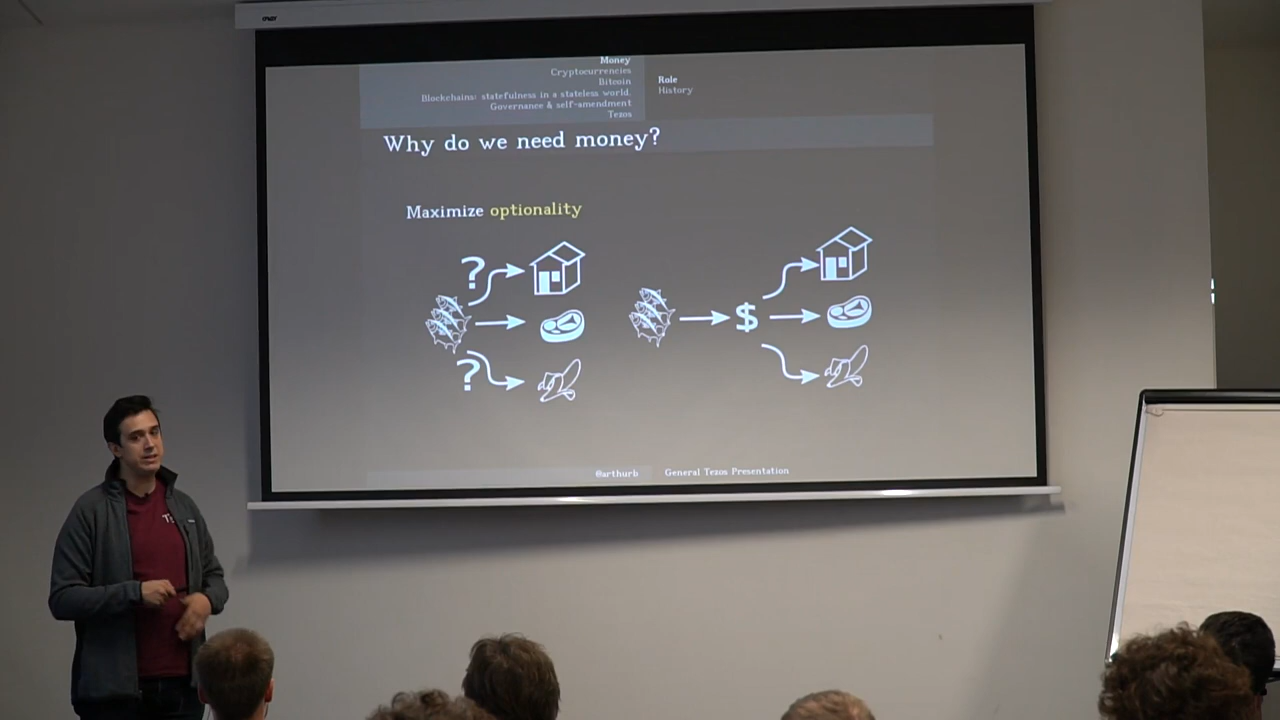 Money
Cryptocurrencies
Bitcoin
Blockchains: statefulness in a stateless world.
Governance & self-amendment
Tezos
Role
History
Why do we need money?
Maximize optionality
?
$
?
@arthurb
General Tezos Presentation